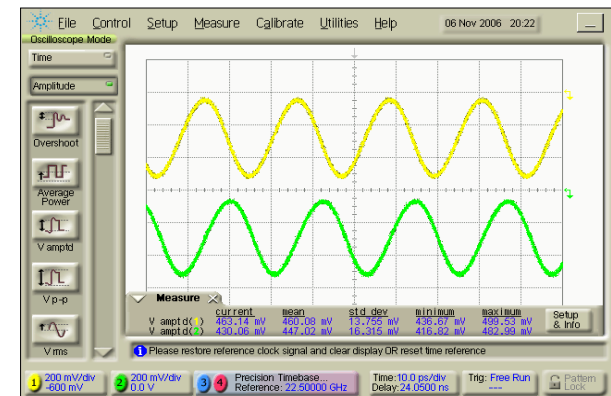 File Control Setup Measure Calibrate Utilities Help 06 Nov 2006 20:22
Oscilloscope Mode
Time
Amplitude
Overshoot
Average
Power
V amptd
V p-p
V rms
Measure
current mean std dev minimum maximum
V amptd(1) 463.14 mV 460.08 mV 13.755 mV 436.67 mV 499.53 mV
V amptd(2) 430.06 mV 447.02 mV 16.315 mV 416.82 mV 482.99 mV
Setup
& Info
Please restore reference clock signal and clear display OR reset time reference
1 200 mV/div
-600 mV
2 200 mV/div
0.0 V
3 4 Precision Timebase...
Reference: 22.50000 GHz
Time:10.0 ps/div
Delay:24.0500 ns
Trig: Free Run
---
Pattern
Lock